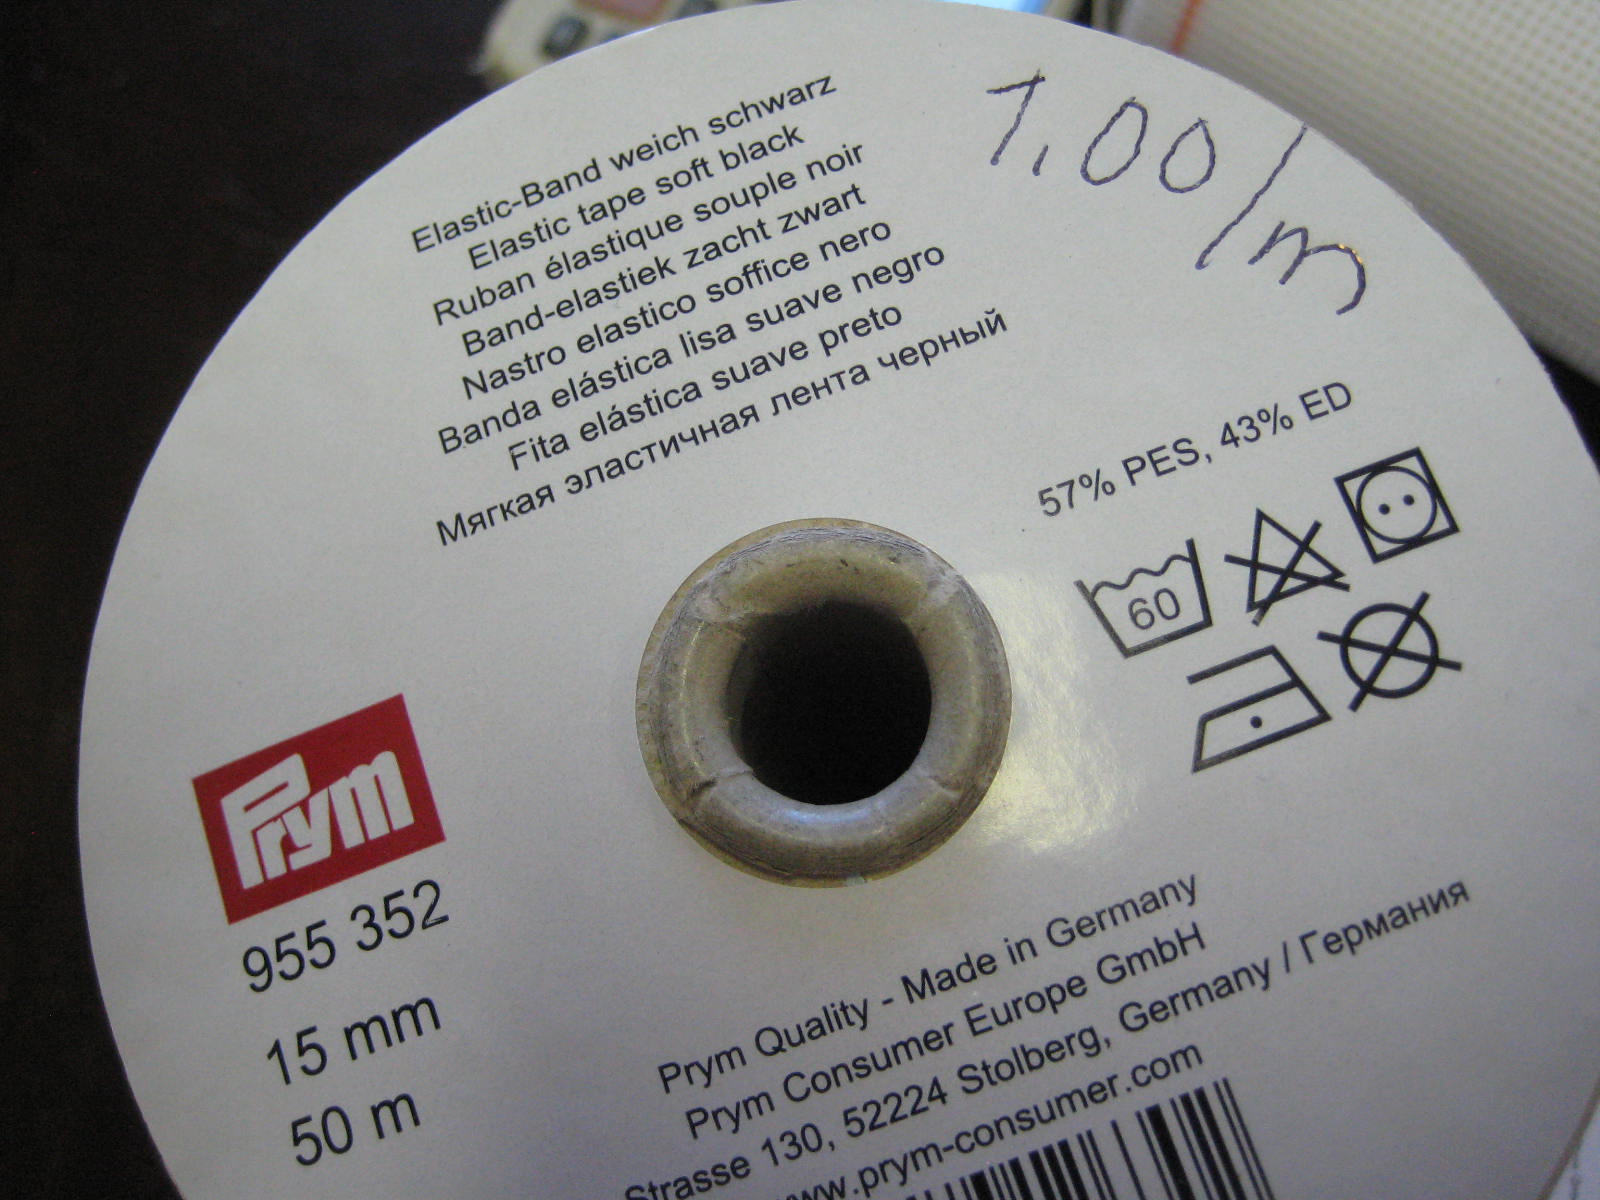 Elastic-Band weich schwarz
Elastic tape soft black
Ruban élastique souple noir
Band-elastiek zacht zwart
Nastro elastico soffice nero
Banda elástica lisa suave negro
Fita elástica suave preto
Мягкая эластичная лента черный
1,00/m
57% PES, 43% ED
60
Prym
955 352
15 mm
50 m
Prym Quality - Made in Germany
Prym Consumer Europe GmbH
Strasse 130, 52224 Stolberg, Germany / Германия
www.prym-consumer.com